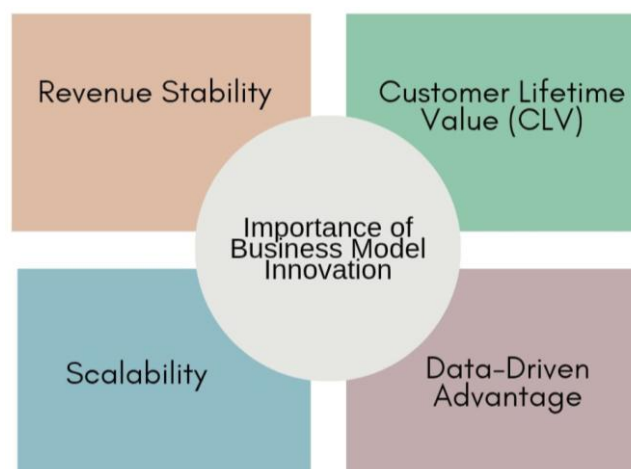 Revenue Stability
Customer Lifetime
Value (CLV)
Importance of
Business Model
Innovation
Scalability
Data-Driven
Advantage